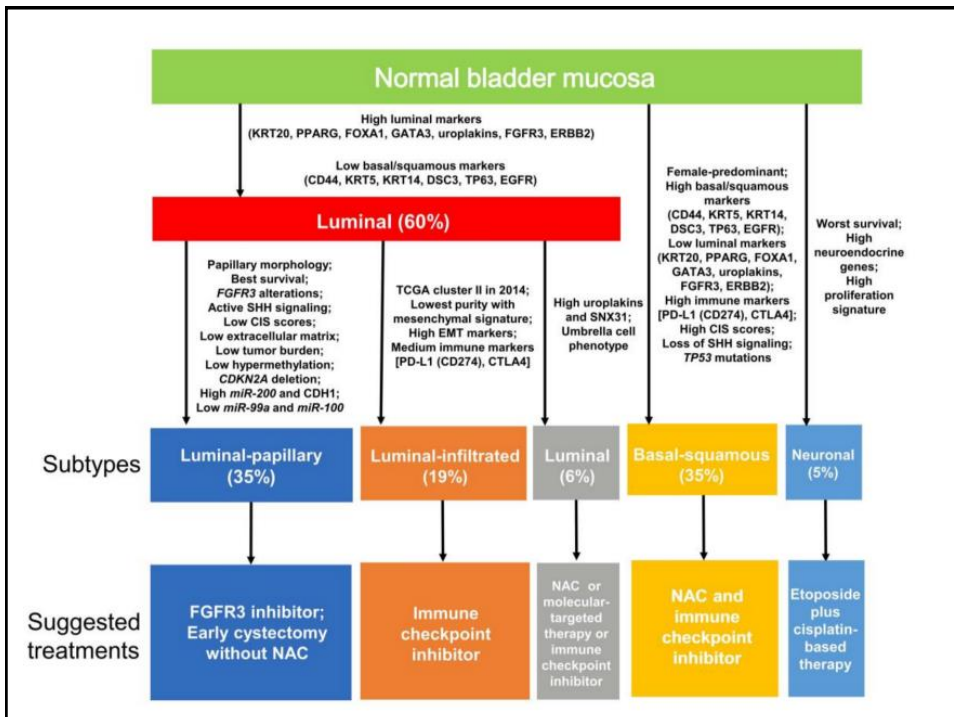 Normal bladder mucosa
High luminal markers
(KRT20, PPARG, FOXA1, GATA3, uroplakins, FGFR3, ERBB2)
Low basal/squamous markers
(CD44, KRT5, KRT14, DSC3, TP63, EGFR)
Luminal (60%)
Papillary morphology;
Best survival;
FGFR3 alterations;
Active SHH signaling;
Low CIS scores;
Low extracellular matrix;
Low tumor burden;
Low hypermethylation;
CDKN2A deletion;
High miR-200 and CDH1;
Low miR-99a and miR-100
TCGA cluster II in 2014;
Lowest purity with
mesenchymal signature;
High EMT markers;
Medium immune markers
[PD-L1 (CD274), CTLA4]
High uroplakins
and SNX31;
Umbrella cell
phenotype
Female-predominant;
High basal/squamous
markers
(CD44, KRT5, KRT14,
DSC3, TP63, EGFR);
Low luminal markers
(KRT20, PPARG, FOXA1,
GATA3, uroplakins,
FGFR3, ERBB2);
High immune markers
[PD-L1 (CD274), CTLA4];
High CIS scores;
Loss of SHH signaling;
TP53 mutations
Worst survival;
High
neuroendocrine
genes;
High
proliferation
signature
Subtypes
Luminal-papillary
(35%)
Luminal-infiltrated
(19%)
Luminal
(6%)
Basal-squamous
(35%)
Neuronal
(5%)
Suggested
treatments
FGFR3 inhibitor;
Early cystectomy
without NAC
Immune
checkpoint
inhibitor
NAC or
molecular-
targeted
therapy or
immune
checkpoint
inhibitor
NAC and
immune
checkpoint
inhibitor
Etoposide
plus
cisplatin-
based
therapy